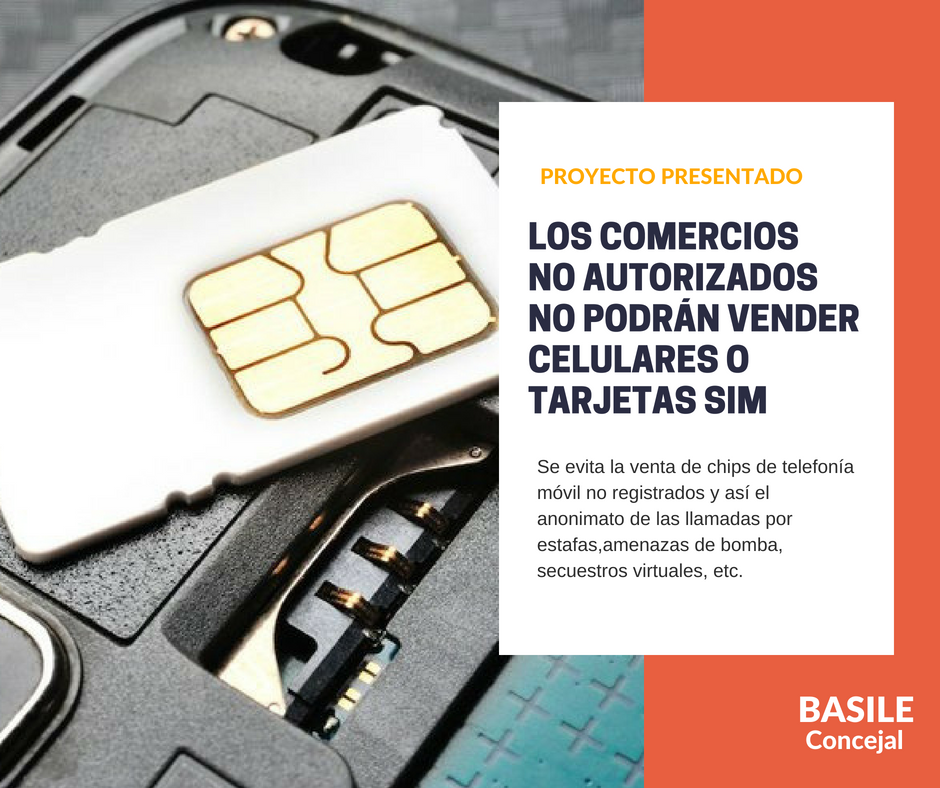 PROYECTO PRESENTADO
LOS COMERCIOS
NO AUTORIZADOS
NO PODRÁN VENDER
CELULARES O
TARJETAS SIM
Se evita la venta de chips de telefonía
móvil no registrados y así el
anonimato de las llamadas por
estafas,amenazas de bomba,
secuestros virtuales, etc.
BASILE
Concejal